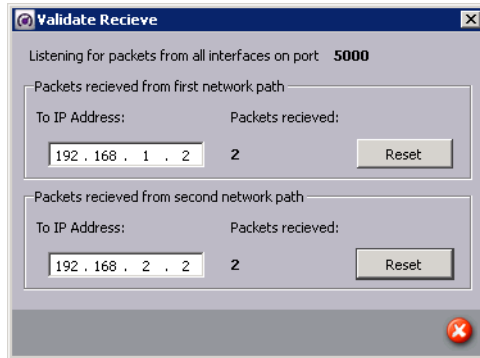 Validate Recieve
Listening for packets from all interfaces on port 5000
Packets recieved from first network path
To IP Address: Packets recieved:
192 . 168 . 1 . 2 2 Reset
Packets recieved from second network path
To IP Address: Packets recieved:
192 . 168 . 2 . 2 2 Reset